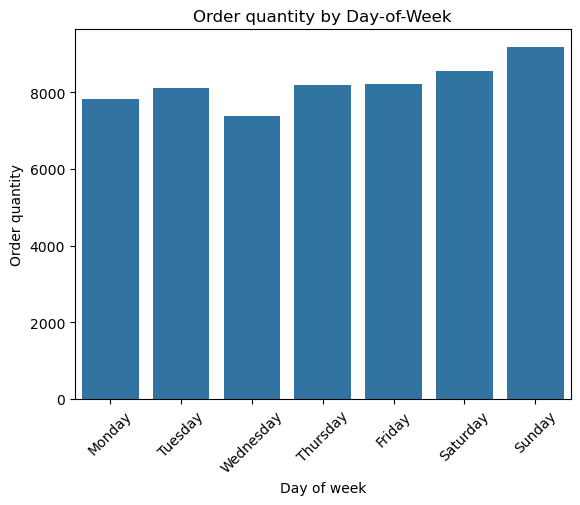 Order quantity by Day-of-Week
Order quantity
8000
6000
4000
2000
0
Monday
Tuesday
Wednesday
Thursday
Friday
Saturday
Sunday
Day of week